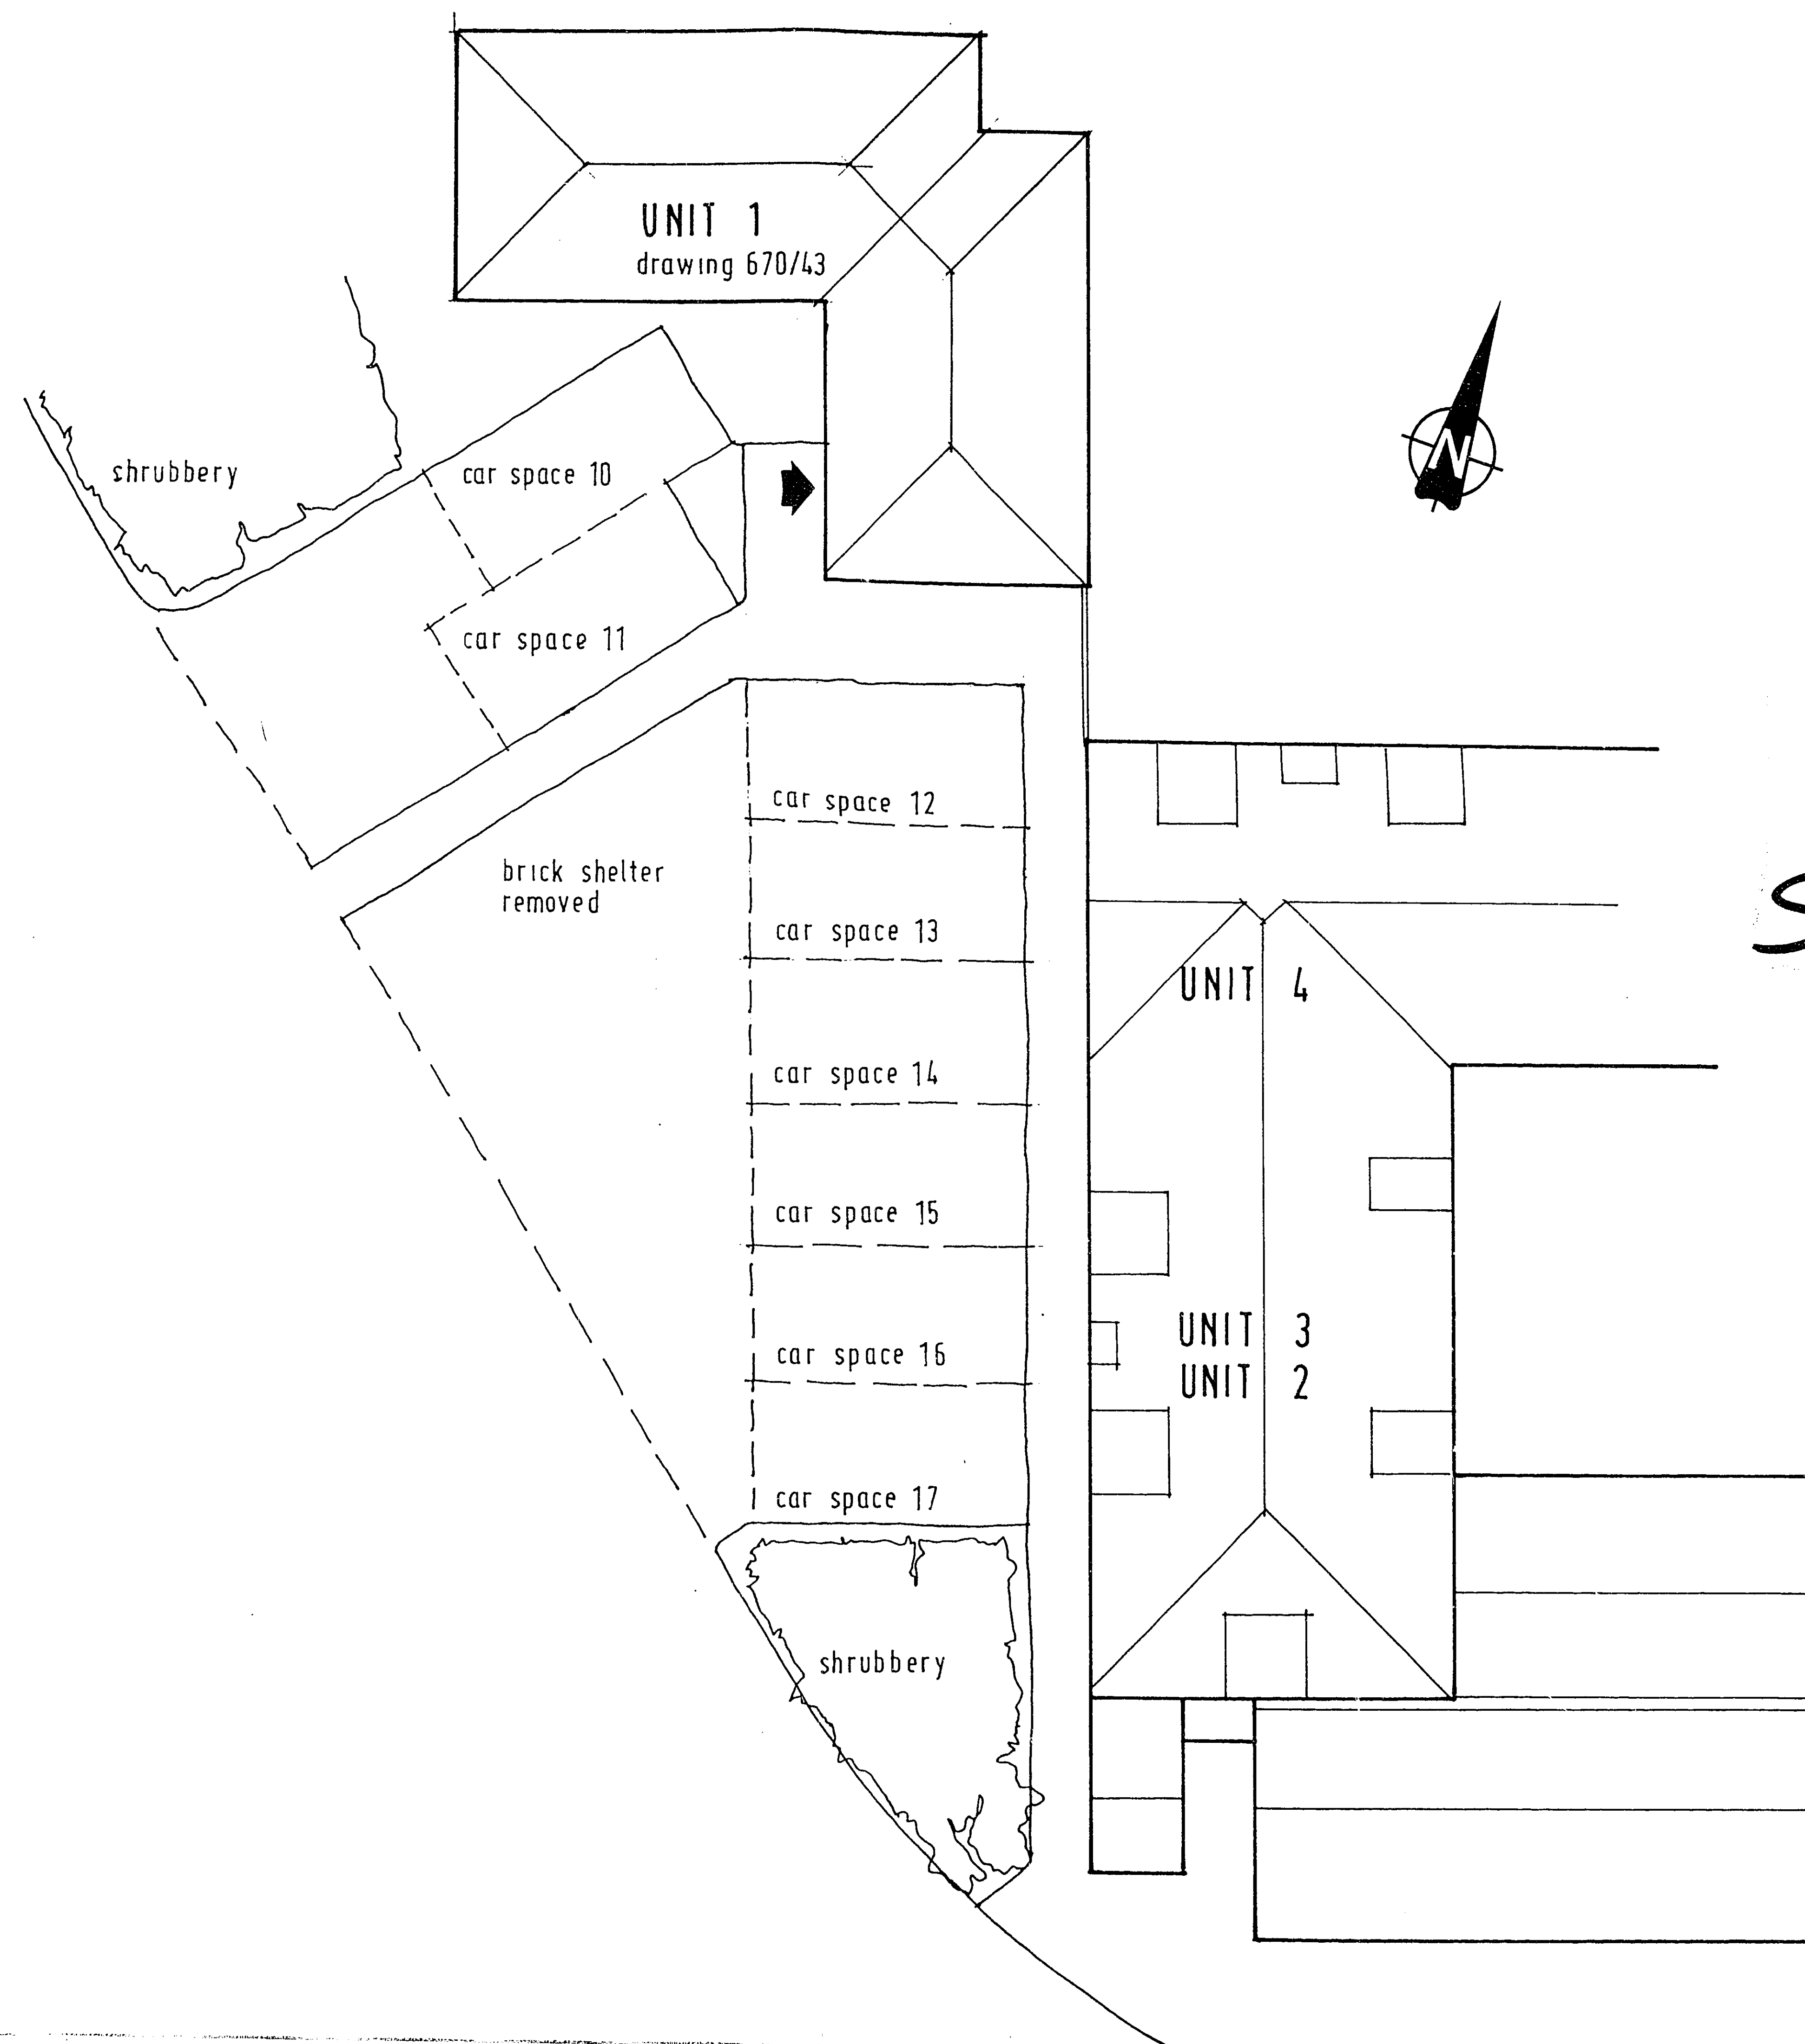 UNIT 1
drawing 670/43
shrubbery
car space 10
N
car space 11
car space 12
brick shelter
removed
car space 13
UNIT 4
car space 14
car space 15
UNIT 3
car space 16
UNIT 2
car space 17
shrubbery